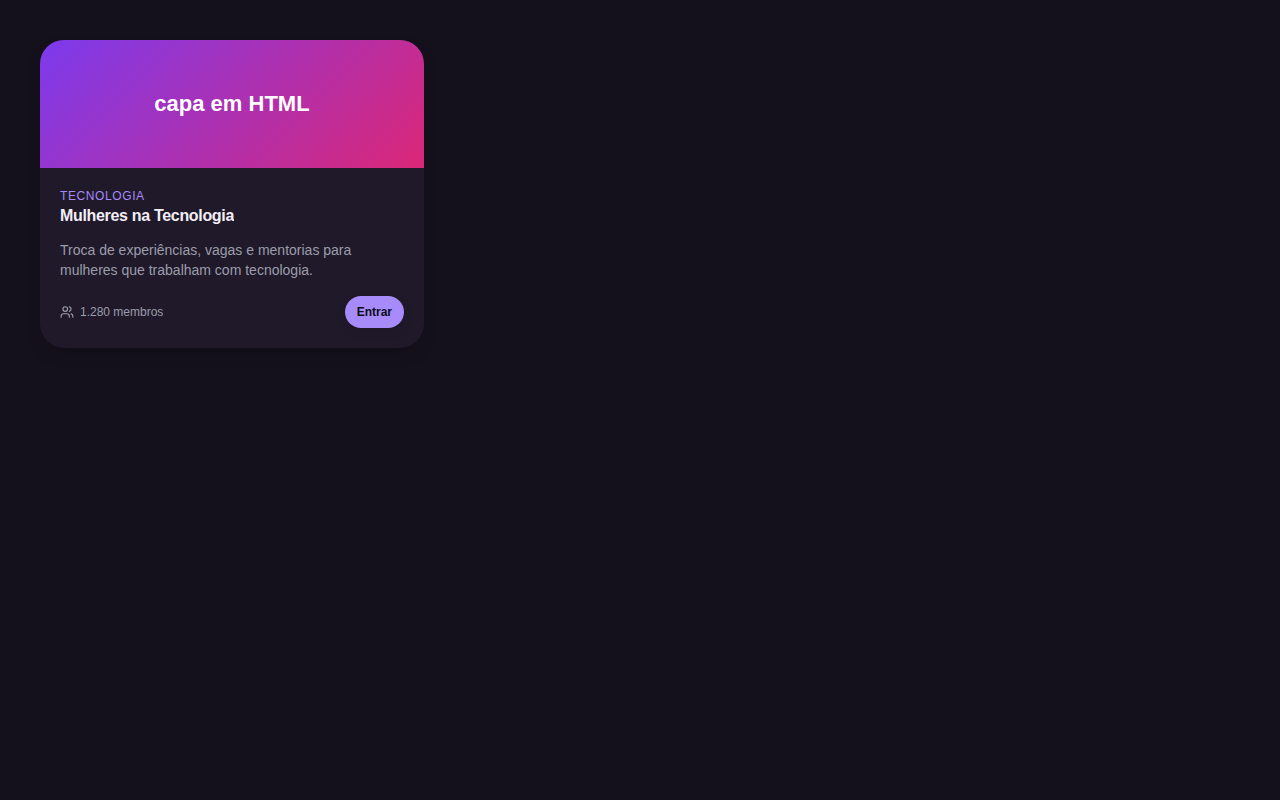 capa em HTML
TECNOLOGIA
Mulheres na Tecnologia
Troca de experiências, vagas e mentorias para
mulheres que trabalham com tecnologia.
1.280 membros
Entrar